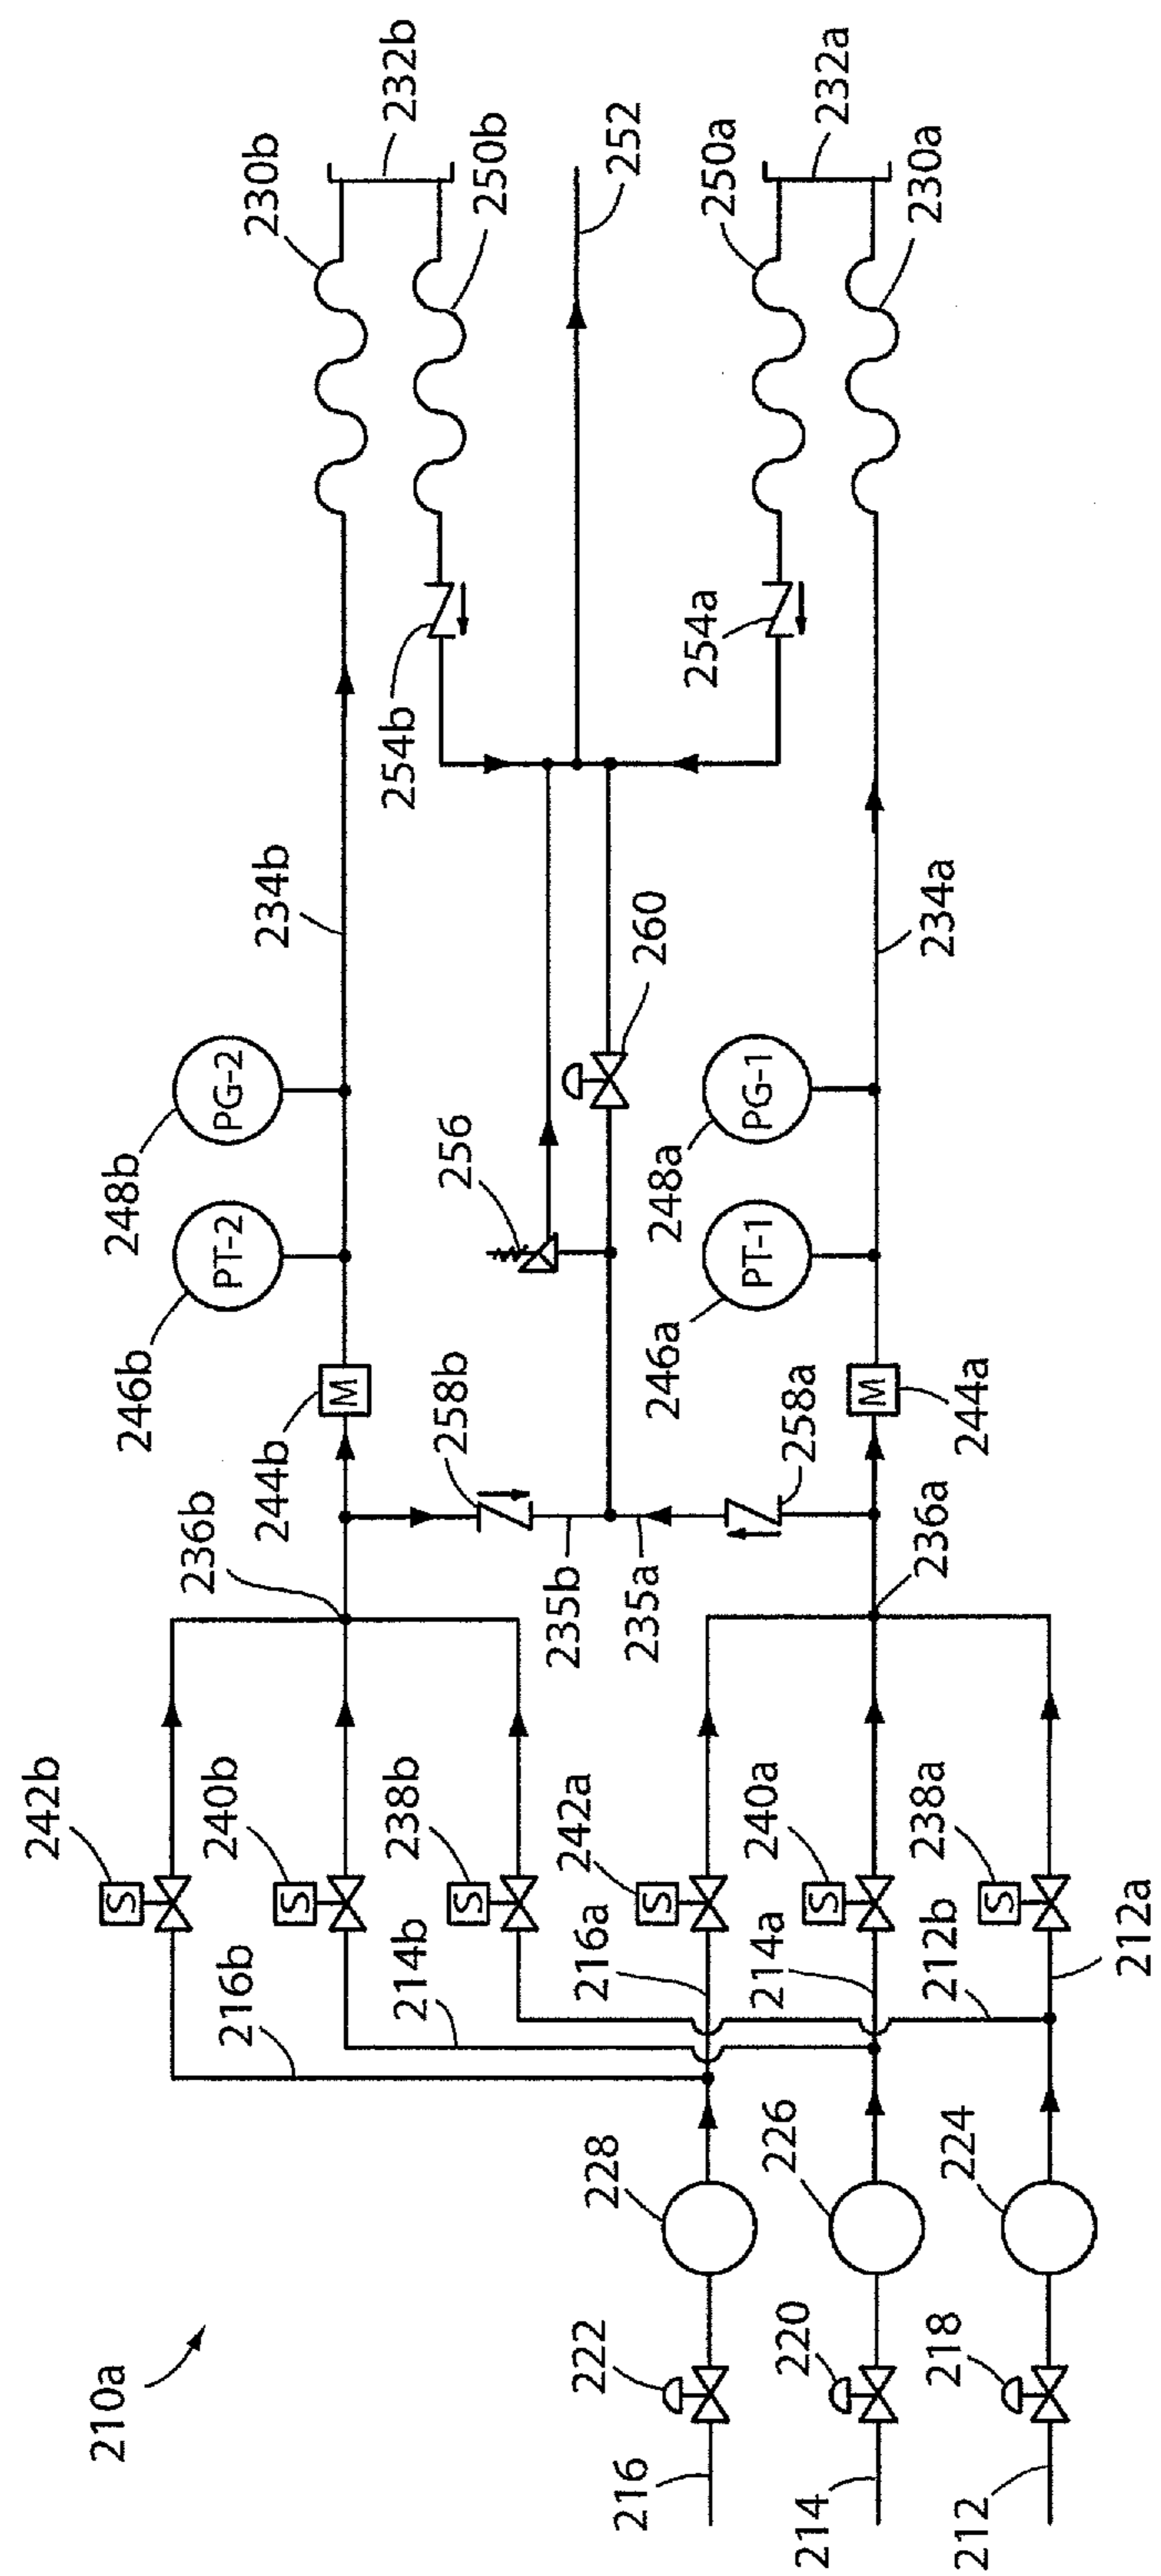 210a
216
214
212
222
220
218
228
226
224
216b
214b
216a
214a
212b
212a
242b
S
240b
S
238b
S
242a
S
240a
S
238a
S
236b
235b
235a
236a
244b
M
258b
258a
M
244a
246b
PT-2
248b
PG-2
256
260
246a
PT-1
248a
PG-1
234b
234a
254b
254a
230b
250b
232b
252
250a
230a
232a